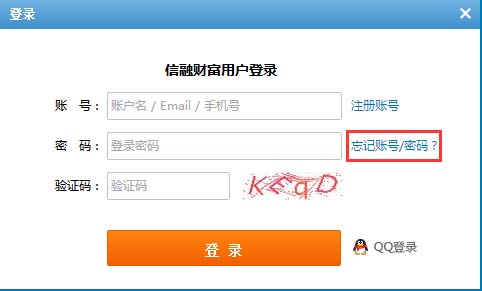 登录
信融财富用户登录
账 号： 账户名 / Email / 手机号 注册账号
密 码： 登录密码 忘记账号/密码？
验证码： 验证码 KEqD
登 录 QQ登录